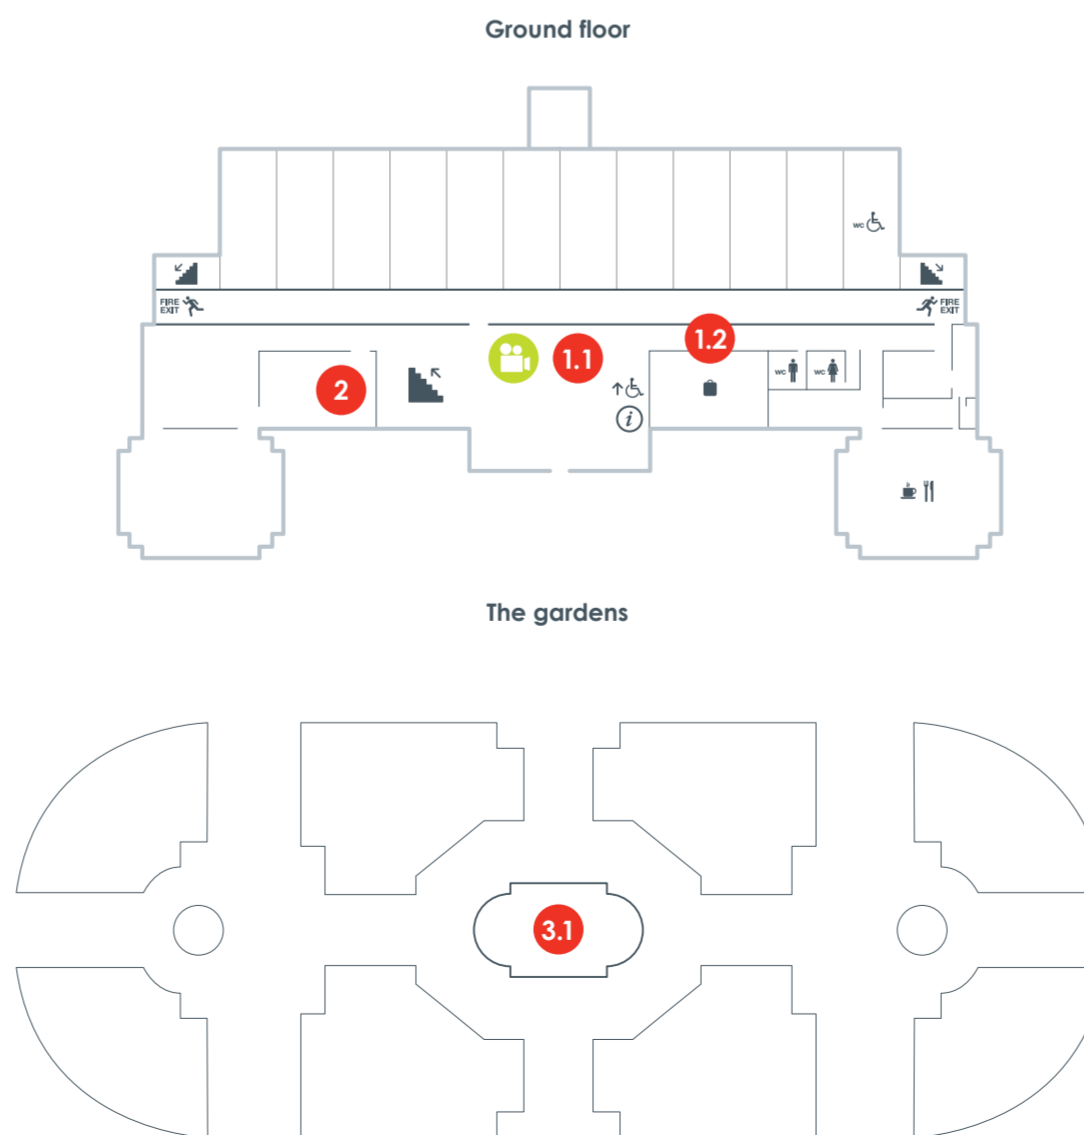 Ground floor
wc
FIRE
EXIT
FIRE
EXIT
1.1
1.2
2
wc
wc
i
The gardens
3.1